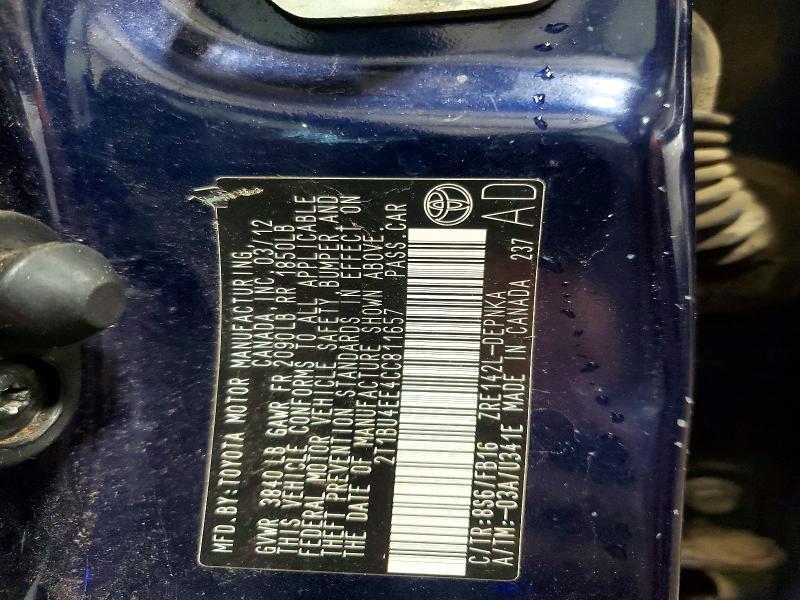 MFD.BY:TOYOTA MOTOR MANUFACTURING,
CANADA,INC.03/12
GVWR 3840 LB GAWR FR 2090LB,RR 1850LB
THIS VEHICLE CONFORMS TO ALL APPLICABLE
FEDERAL MOTOR VEHICLE SAFETY BUMPER AND
THEFT PREVENTION STANDARDS IN EFFECT ON
THE DATE OF MANUFACTURE SHOWN ABOVE.
2T1BU4EE4CC871657 PASS.CAR
C/TR:8S6/FB16 ZRE142L-DEPNKA
A/TM:-03A/U341E MADE IN CANADA 237 AD